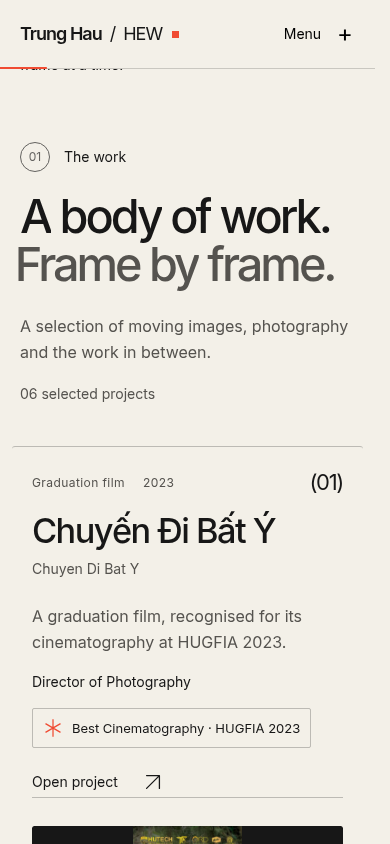 Trung Hau / HEW
Menu +
01 The work
A body of work.
Frame by frame.
A selection of moving images, photography
and the work in between.
06 selected projects
Graduation film 2023 (01)
Chuyến Đi Bất Ý
Chuyen Di Bat Y
A graduation film, recognised for its
cinematography at HUGFIA 2023.
Director of Photography
Best Cinematography · HUGFIA 2023
Open project
HUTECH